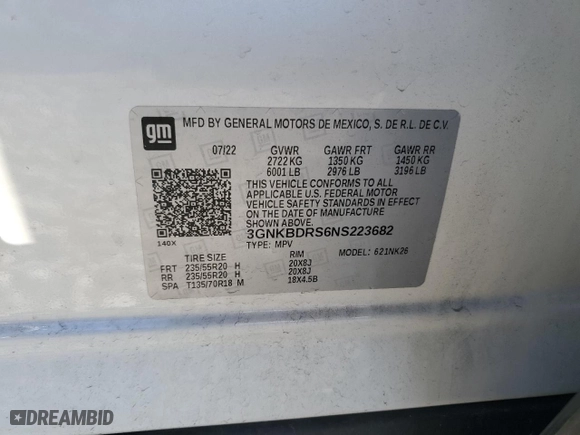 gm
MFD BY GENERAL MOTORS DE MEXICO, S. DE R.L. DE C.V.
07/22 GVWR GAWR FRT GAWR RR
2722 KG 1350 KG 1450 KG
6001 LB 2976 LB 3196 LB
THIS VEHICLE CONFORMS TO ALL
APPLICABLE U.S. FEDERAL MOTOR
VEHICLE SAFETY STANDARDS IN EFFECT
ON THE DATE OF MANUFACTURE
SHOWN ABOVE.
3GNKBDRS6NS223682
140X TYPE: MPV MODEL: 621NK26
TIRE SIZE RIM
FRT 235/55R20 H 20X8J
RR 235/55R20 H 20X8J
SPA T135/70R18 M 18X4.5B
DREAMBID